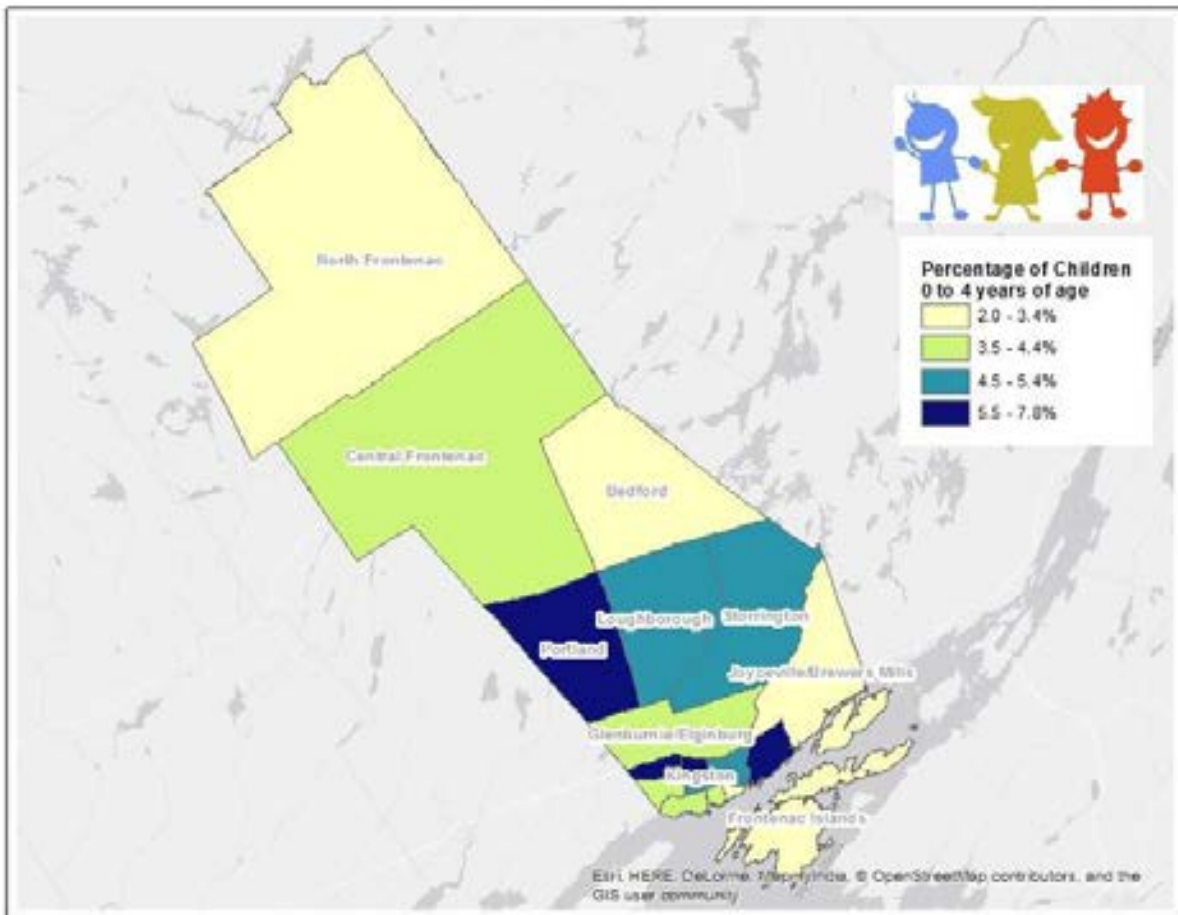 North Frontenac
Percentage of Children
0 to 4 years of age
2.0 - 3.4%
3.5 - 4.4%
4.5 - 5.4%
5.5 - 7.8%
Central Frontenac
Bedford
Loughborough
Storrington
Portland
Joyceville/Brewers Mills
Glenburnie/Elginburg
Kingston
Frontenac Islands
Esri, HERE, DeLorme, MapmyIndia, © OpenStreetMap contributors, and the
GIS user community